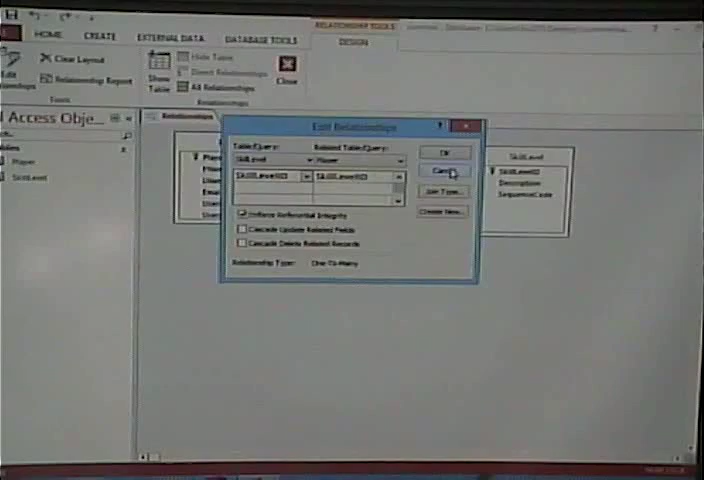 RELATIONSHIP TOOLS
HOME CREATE EXTERNAL DATA DATABASE TOOLS DESIGN
Clear Layout
Relationship Report
Tools
Show
Table
Hide Table
Direct Relationships
All Relationships
Relationships
Close
Access Obje...
Player
SkillLevel
Relationships
Edit Relationships
Table/Query: Related Table/Query:
SkillLevel Player
SkillLevelID SkillLevelID
Enforce Referential Integrity
Cascade Update Related Fields
Cascade Delete Related Records
Relationship Type: One-To-Many
OK
Join Type..
Create New..
SkillLevel
SkillLevelID
Description
SequenceCode